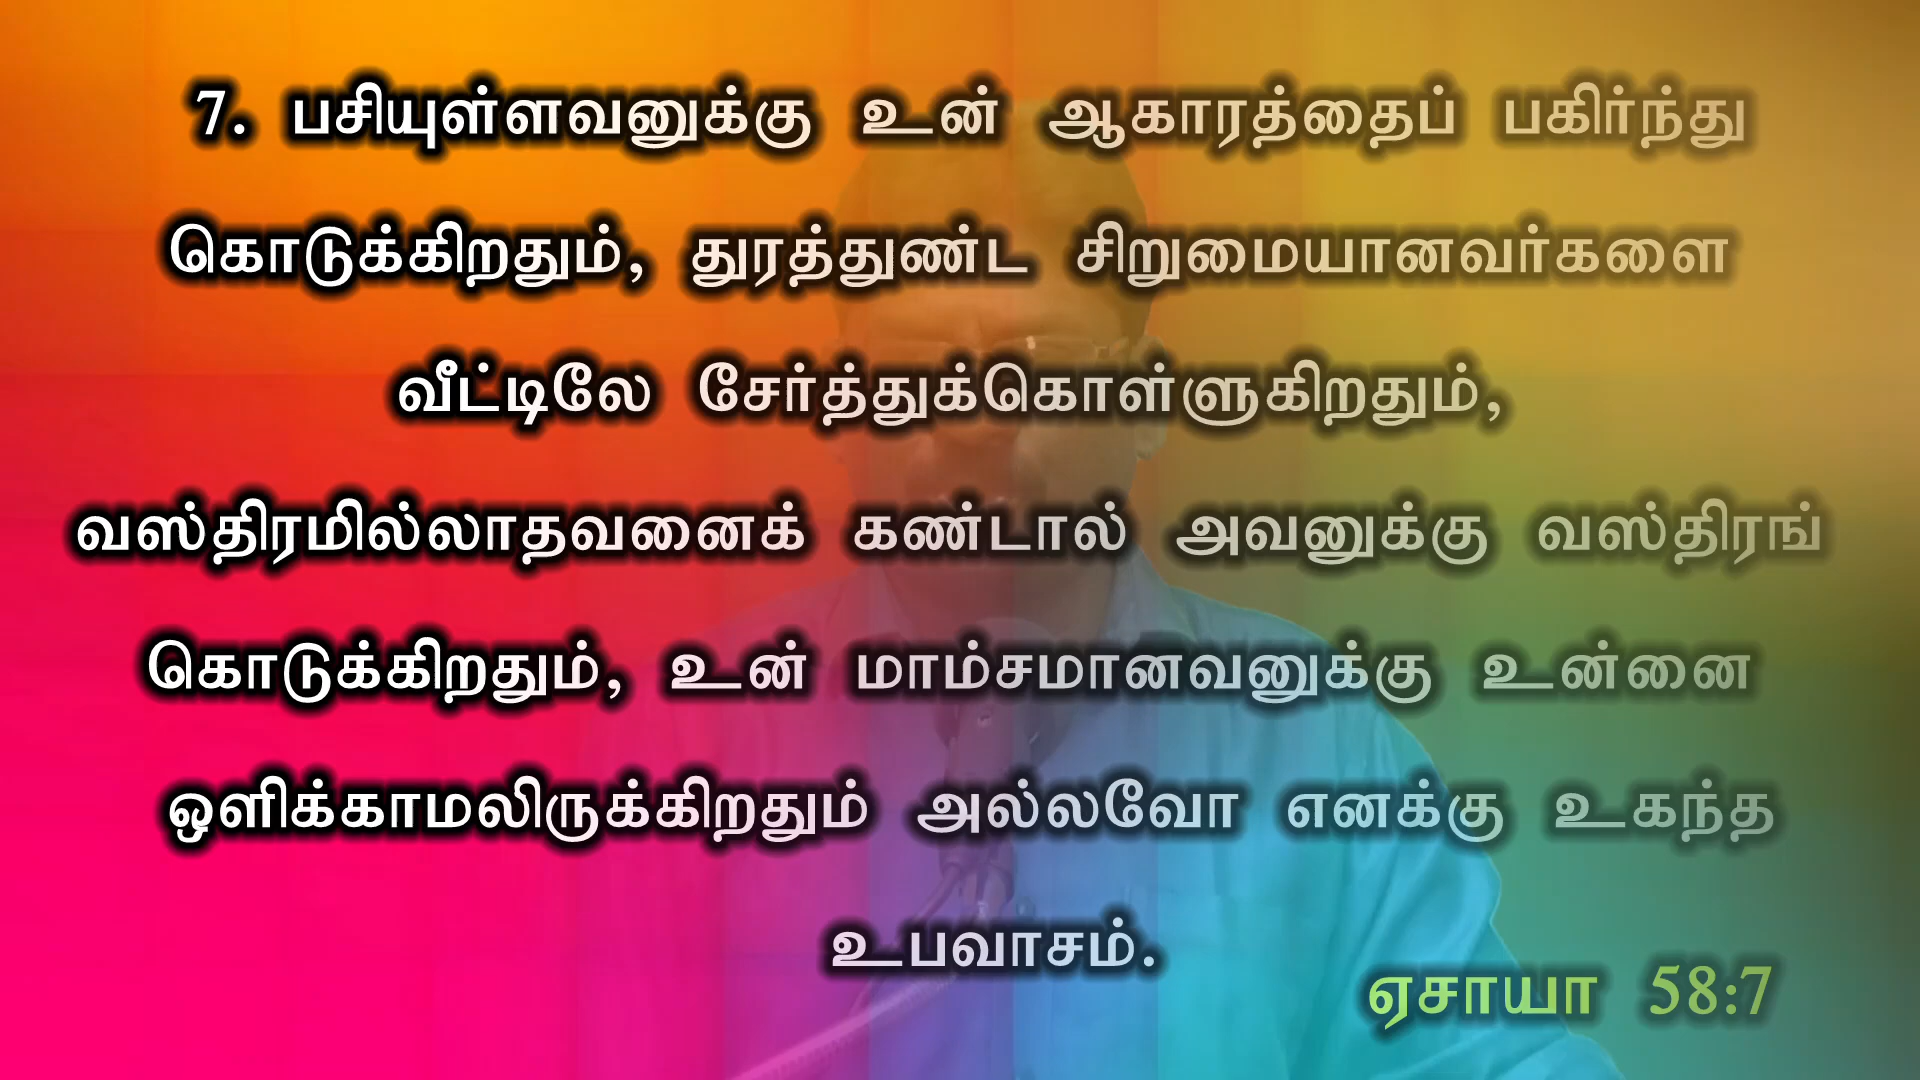 7. பசியுள்ளவனுக்கு உன் ஆகாரத்தைப் பகிர்ந்து
கொடுக்கிறதும், துரத்துண்ட சிறுமையானவர்களை
வீட்டிலே சேர்த்துக்கொள்ளுகிறதும்,
வஸ்திரமில்லாதவனைக் கண்டால் அவனுக்கு வஸ்திரங்
கொடுக்கிறதும், உன் மாம்சமானவனுக்கு உன்னை
ஒளிக்காமலிருக்கிறதும் அல்லவோ எனக்கு உகந்த
உபவாசம்.
ஏசாயா 58:7